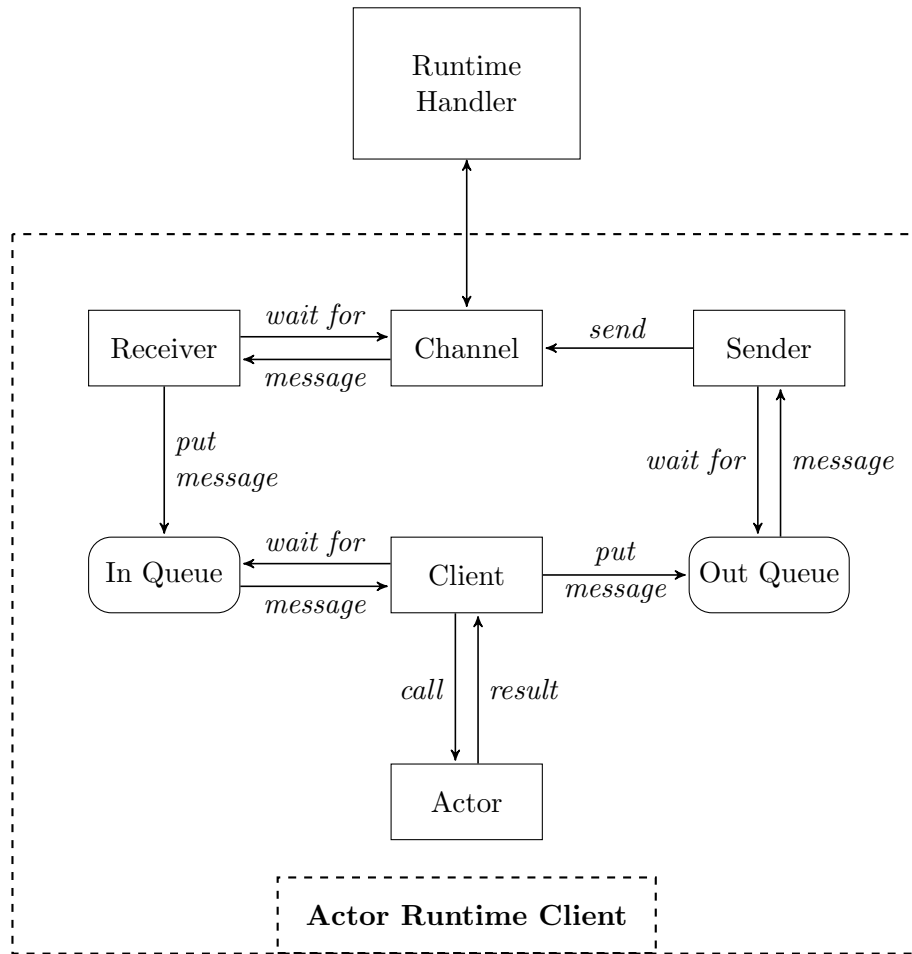 Runtime
Handler
wait for
send
Receiver
Channel
Sender
message
put
message
wait for
message
wait for
put
In Queue
Client
Out Queue
message
message
call
result
Actor
Actor Runtime Client